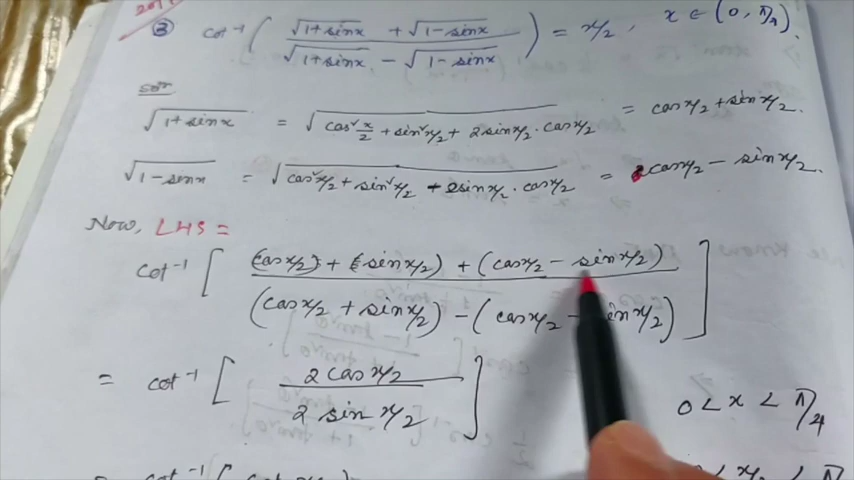 2017
③ cot⁻¹ ( (√(1+sinx) + √(1-sinx)) / (√(1+sinx) - √(1-sinx)) ) = x/2, x ∈ (0, π/4).
Solⁿ
√(1+sinx) = √(cos²x/2 + sin²x/2 + 2sinx/2·cosx/2) = cosx/2 + sinx/2.
√(1-sinx) = √(cos²x/2 + sin²x/2 - 2sinx/2·cosx/2) = cosx/2 - sinx/2.
Now, LHS =
cot⁻¹ [ ((cosx/2) + (sinx/2) + (cosx/2 - sinx/2)) / ((cosx/2 + sinx/2) - (cosx/2 - sinx/2)) ]
= cot⁻¹ [ 2cosx/2 / 2sinx/2 ]
0 < x < π/4